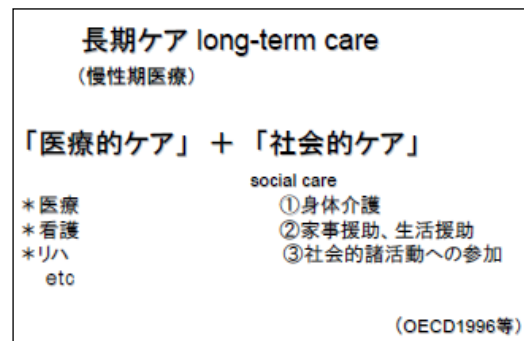 長期ケア long-term care
（慢性期医療）
「医療的ケア」 ＋ 「社会的ケア」
social care
＊医療
＊看護
＊リハ
etc
①身体介護
②家事援助、生活援助
③社会的諸活動への参加
（OECD1996等）